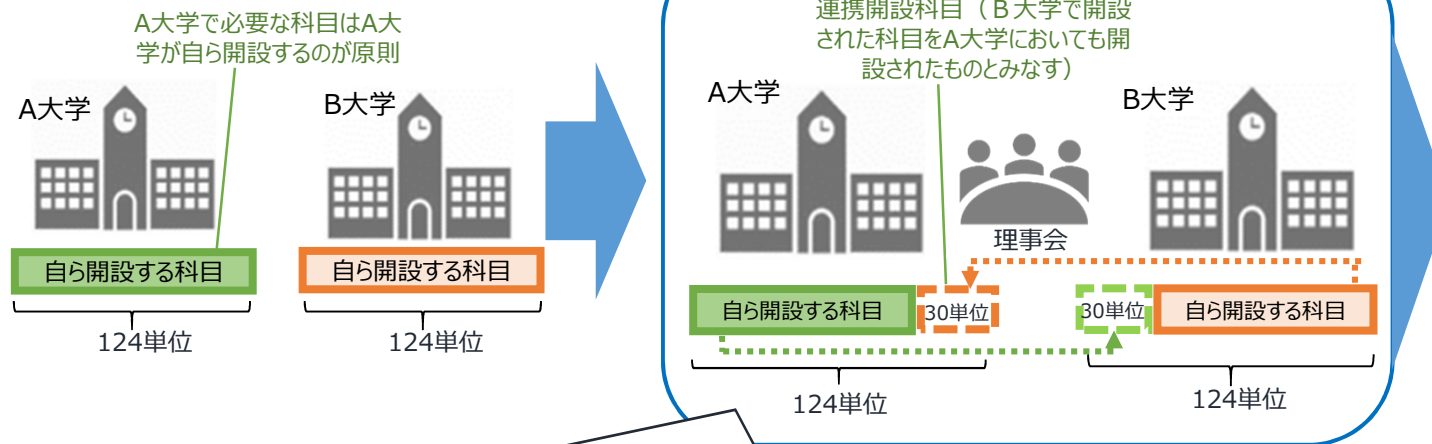 A大学で必要な科目はA大
学が自ら開設するのが原則
A大学
B大学
自ら開設する科目
自ら開設する科目
124単位
124単位
連携開設科目（Ｂ大学で開設
された科目をA大学においても開
設されたものとみなす）
A大学
B大学
理事会
自ら開設する科目
30単位
30単位
自ら開設する科目
124単位
124単位